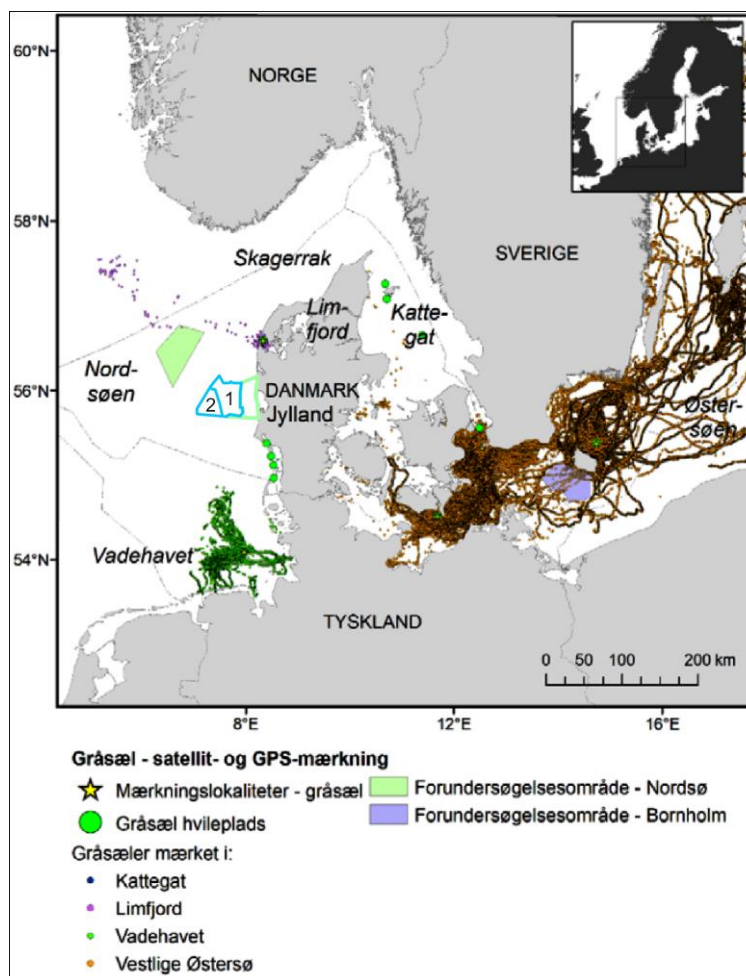 60°N
NORGE
58°N
Skagerrak
SVERIGE
Lim-
fjord
Katte-
gat
Nord-
søen
56°N
DANMARK
Jylland
2
1
Øster-
søen
Vadehavet
54°N
TYSKLAND
0 50 100 200 km
8°E 12°E 16°E
Gråsæl - satellit- og GPS-mærkning
Mærkningslokaliteter - gråsæl
Gråsæl hvileplads
Forundersøgelsesområde - Nordsø
Forundersøgelsesområde - Bornholm
Gråsæler mærket i:
Kattegat
Limfjord
Vadehavet
Vestlige Østersø